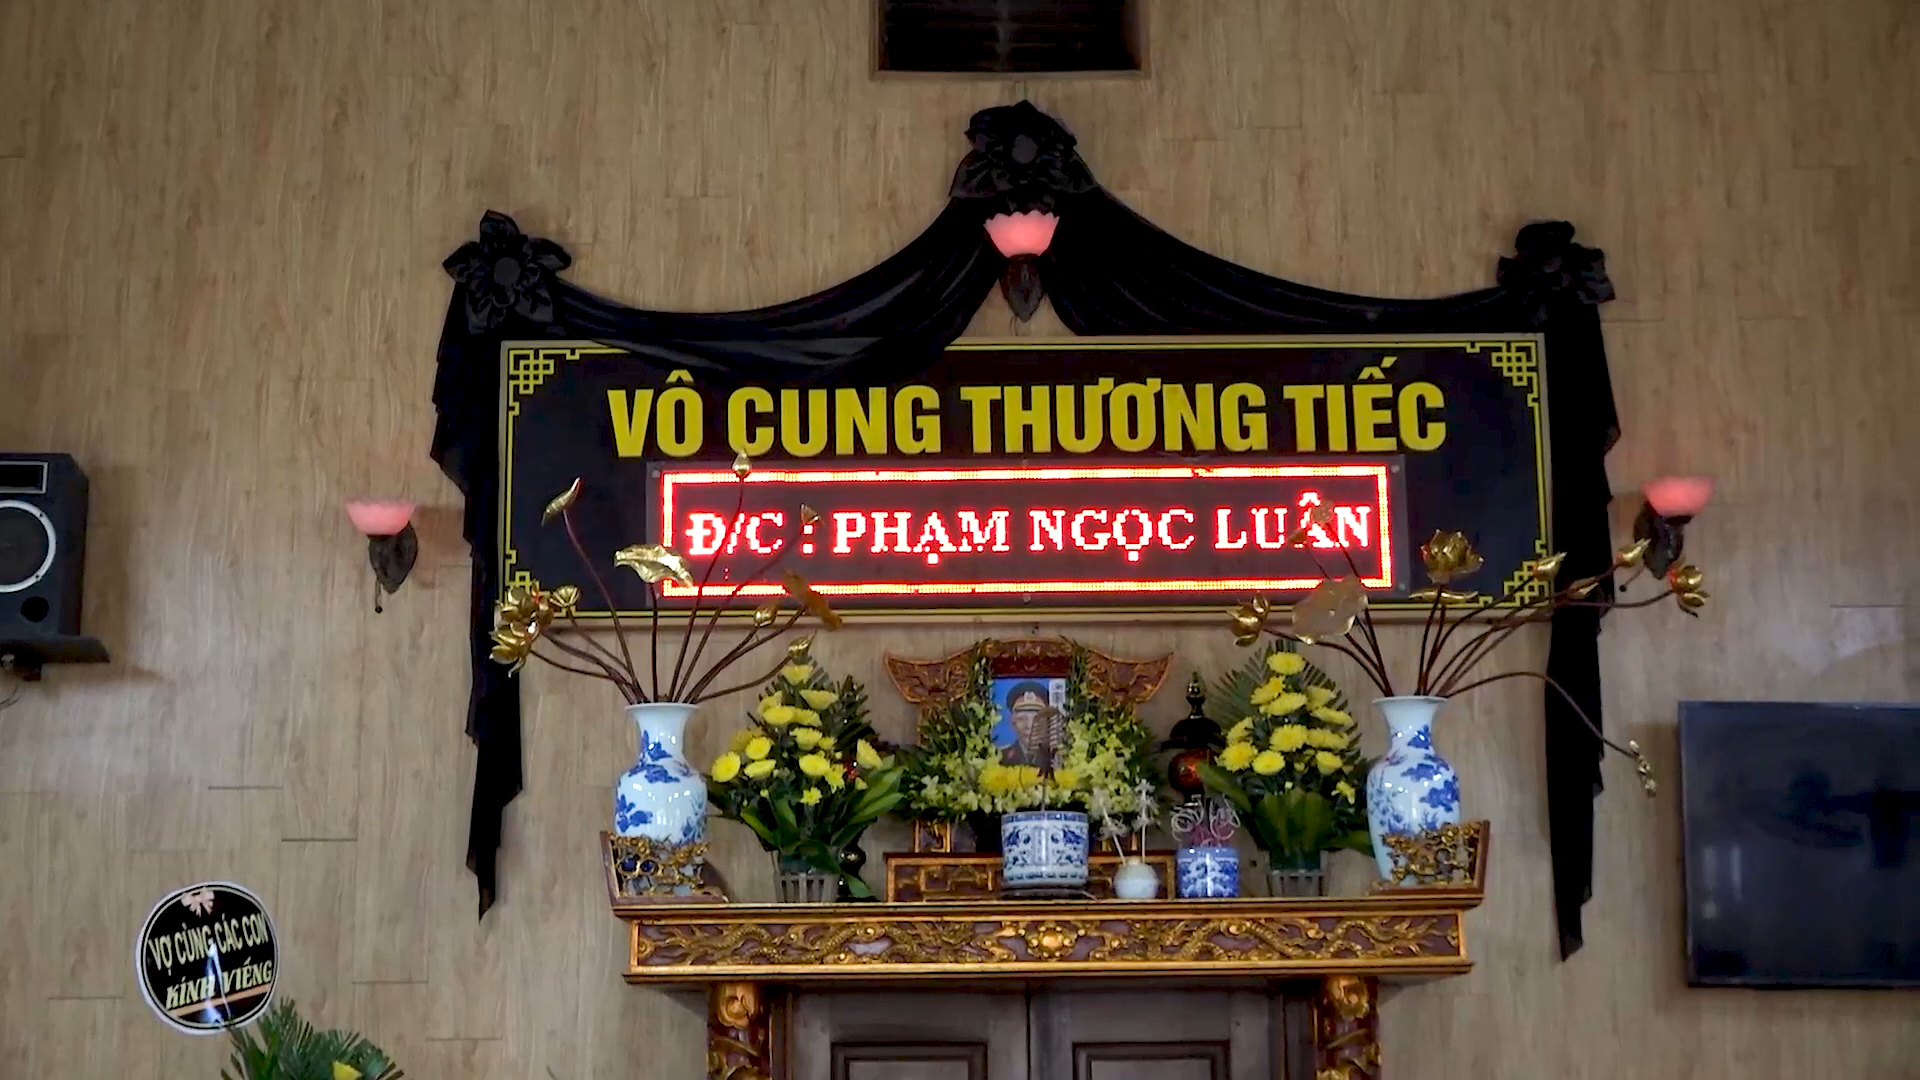 VÔ CUNG THƯƠNG TIẾC
Đ/C : PHẠM NGỌC LUÂN
VỢ CÙNG CÁC CON
KÍNH VIẾNG